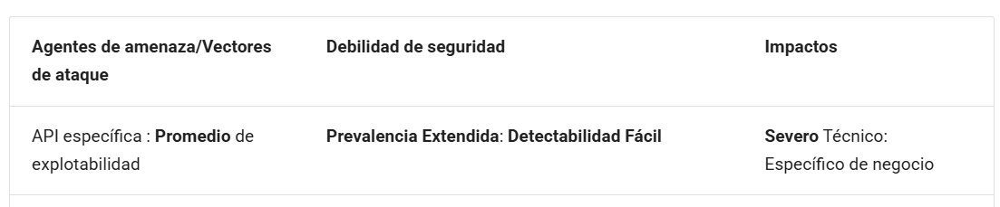 Agentes de amenaza/Vectores
de ataque
Debilidad de seguridad
Impactos
API específica : Promedio de
explotabilidad
Prevalencia Extendida: Detectabilidad Fácil
Severo Técnico:
Específico de negocio